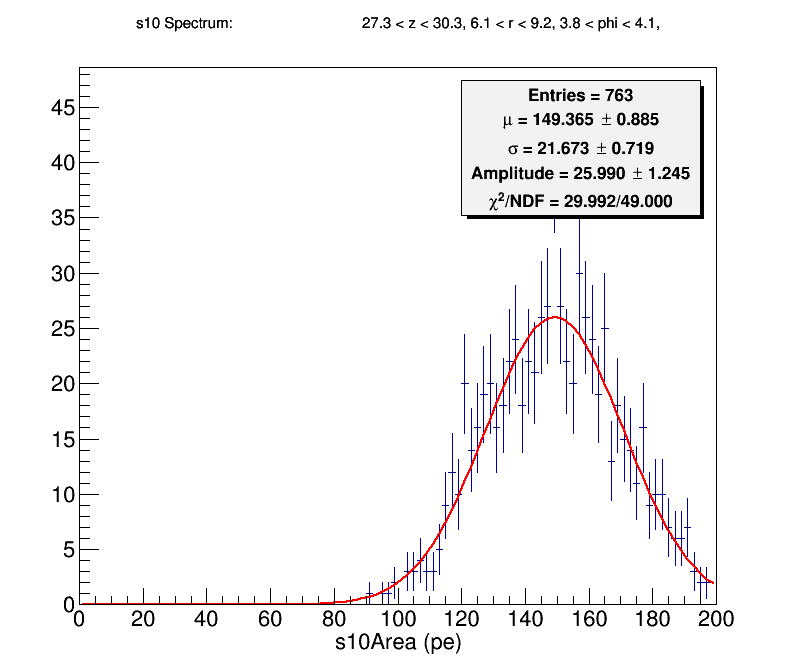 s10 Spectrum: 27.3 < z < 30.3, 6.1 < r < 9.2, 3.8 < phi < 4.1,
Entries = 763
μ = 149.365 ± 0.885
σ = 21.673 ± 0.719
Amplitude = 25.990 ± 1.245
χ²/NDF = 29.992/49.000
45
40
35
30
25
20
15
10
5
0
0 20 40 60 80 100 120 140 160 180 200
s10Area (pe)